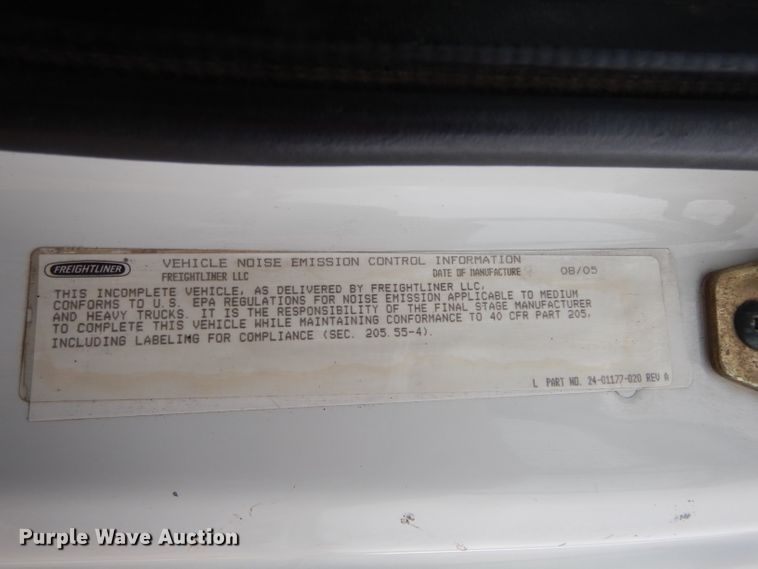 FREIGHTLINER
VEHICLE NOISE EMISSION CONTROL INFORMATION
FREIGHTLINER LLC DATE OF MANUFACTURE 08/05
THIS INCOMPLETE VEHICLE, AS DELIVERED BY FREIGHTLINER LLC,
CONFORMS TO U.S. EPA REGULATIONS FOR NOISE EMISSION APPLICABLE TO MEDIUM
AND HEAVY TRUCKS. IT IS THE RESPONSIBILITY OF THE FINAL STAGE MANUFACTURER
TO COMPLETE THIS VEHICLE WHILE MAINTAINING CONFORMANCE TO 40 CFR PART 205,
INCLUDING LABELING FOR COMPLIANCE (SEC. 205.55-4).
L PART NO. 24-01177-020 REV A
Purple Wave Auction